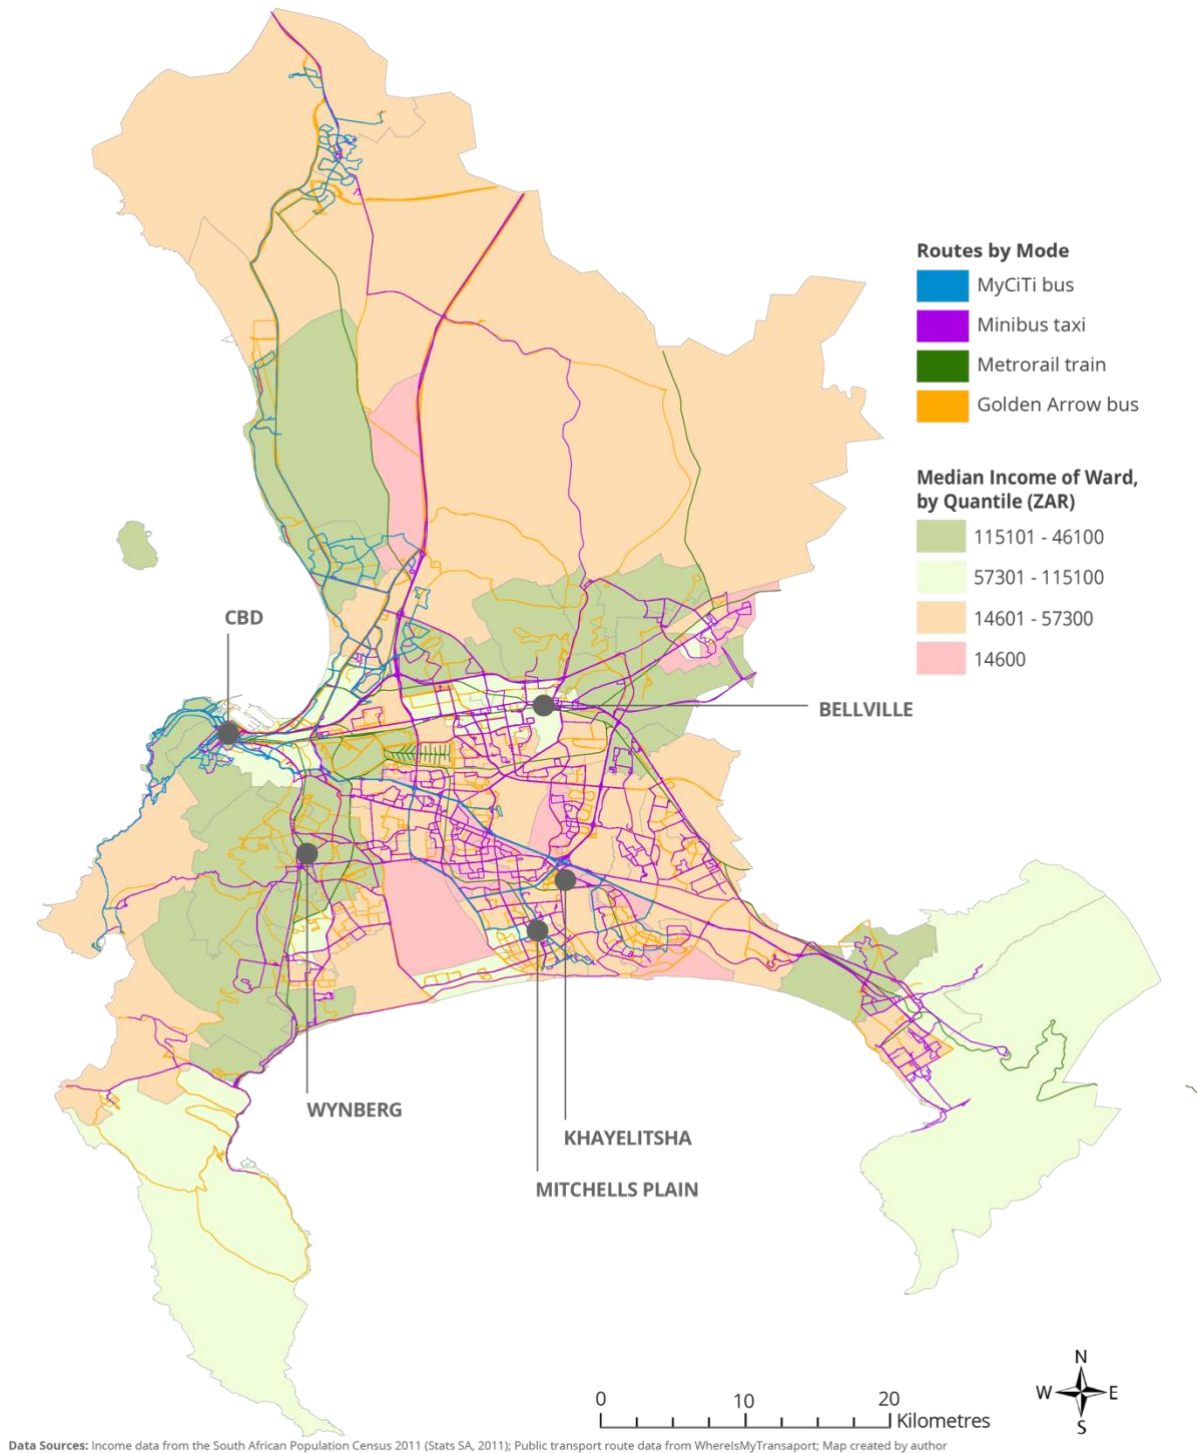 Routes by Mode
MyCiTi bus
Minibus taxi
Metrorail train
Golden Arrow bus
Median Income of Ward,
by Quantile (ZAR)
115101 - 46100
57301 - 115100
14601 - 57300
14600
CBD
BELLVILLE
WYNBERG
KHAYELITSHA
MITCHELLS PLAIN
N
W E
S
0 10 20
Kilometres
Data Sources: Income data from the South African Population Census 2011 (Stats SA, 2011); Public transport route data from WhereIsMyTransaport; Map created by author